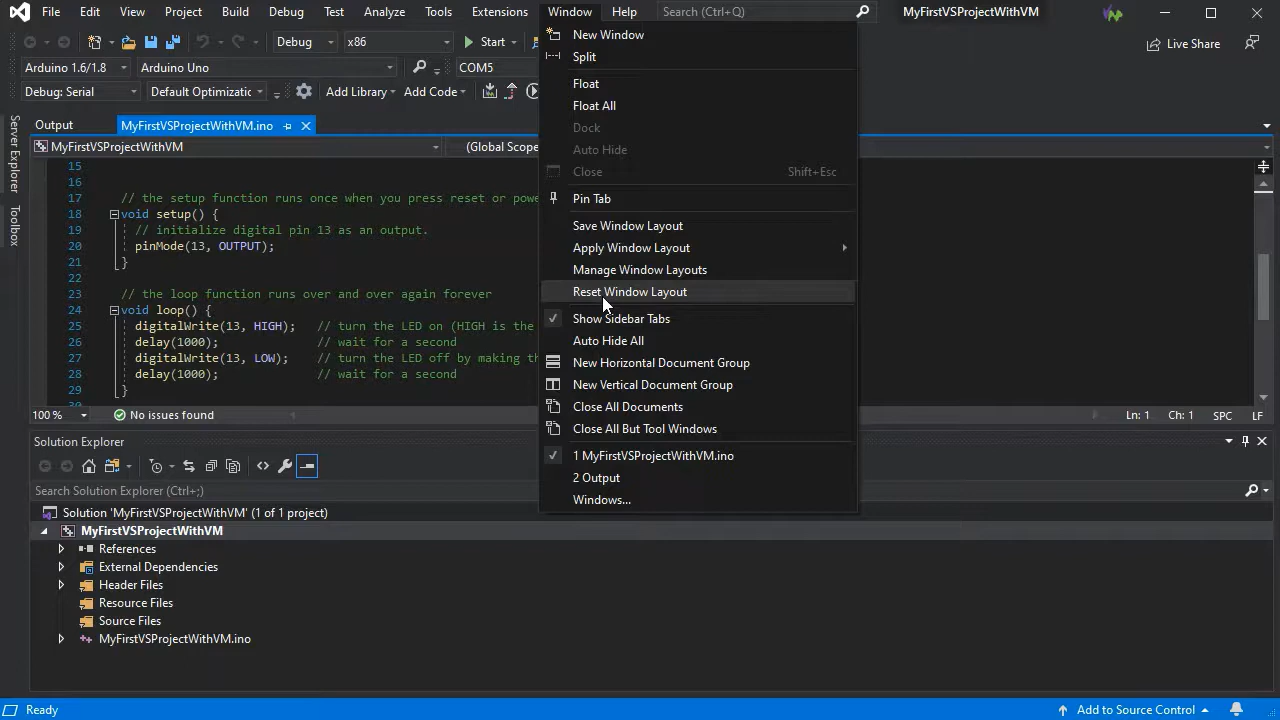 File Edit View Project Build Debug Test Analyze Tools Extensions Window Help Search (Ctrl+Q) MyFirstVSProjectWithVM
Debug x86 Start Live Share
Arduino 1.6/1.8 Arduino Uno COM5
Debug: Serial Default Optimizatic Add Library Add Code
Server Explorer
Toolbox
Output MyFirstVSProjectWithVM.ino
MyFirstVSProjectWithVM (Global Scope
15
16
17 // the setup function runs once when you press reset or powe
18 void setup() {
19 // initialize digital pin 13 as an output.
20 pinMode(13, OUTPUT);
21 }
22
23 // the loop function runs over and over again forever
24 void loop() {
25 digitalWrite(13, HIGH); // turn the LED on (HIGH is the
26 delay(1000); // wait for a second
27 digitalWrite(13, LOW); // turn the LED off by making th
28 delay(1000); // wait for a second
29 }
30
100 % No issues found Ln: 1 Ch: 1 SPC LF
New Window
Split
Float
Float All
Dock
Auto Hide
Close Shift+Esc
Pin Tab
Save Window Layout
Apply Window Layout
Manage Window Layouts
Reset Window Layout
Show Sidebar Tabs
Auto Hide All
New Horizontal Document Group
New Vertical Document Group
Close All Documents
Close All But Tool Windows
1 MyFirstVSProjectWithVM.ino
2 Output
Windows...
Solution Explorer
Search Solution Explorer (Ctrl+;)
Solution 'MyFirstVSProjectWithVM' (1 of 1 project)
MyFirstVSProjectWithVM
References
External Dependencies
Header Files
Resource Files
Source Files
MyFirstVSProjectWithVM.ino
Ready Add to Source Control